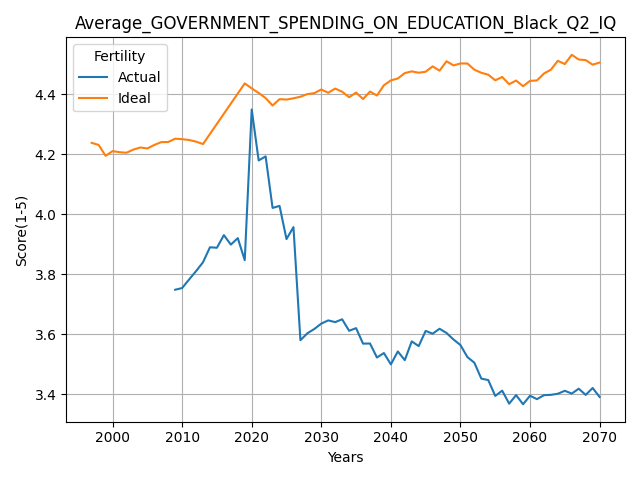 Average_GOVERNMENT_SPENDING_ON_EDUCATION_Black_Q2_IQ
Fertility
Actual
Ideal
4.4
4.2
4.0
3.8
3.6
3.4
Score(1-5)
2000 2010 2020 2030 2040 2050 2060 2070
Years